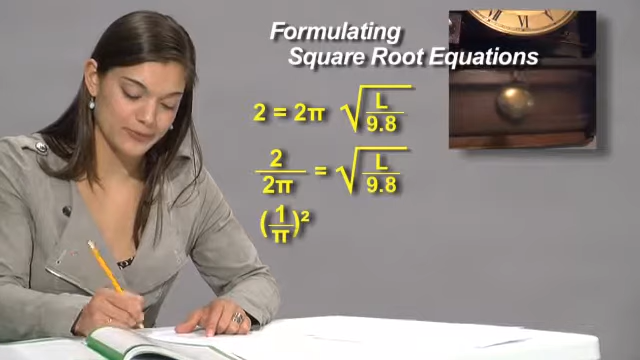 Formulating
Square Root Equations
2 = 2π √(L/9.8)
2/2π = √(L/9.8)
(1/π)²